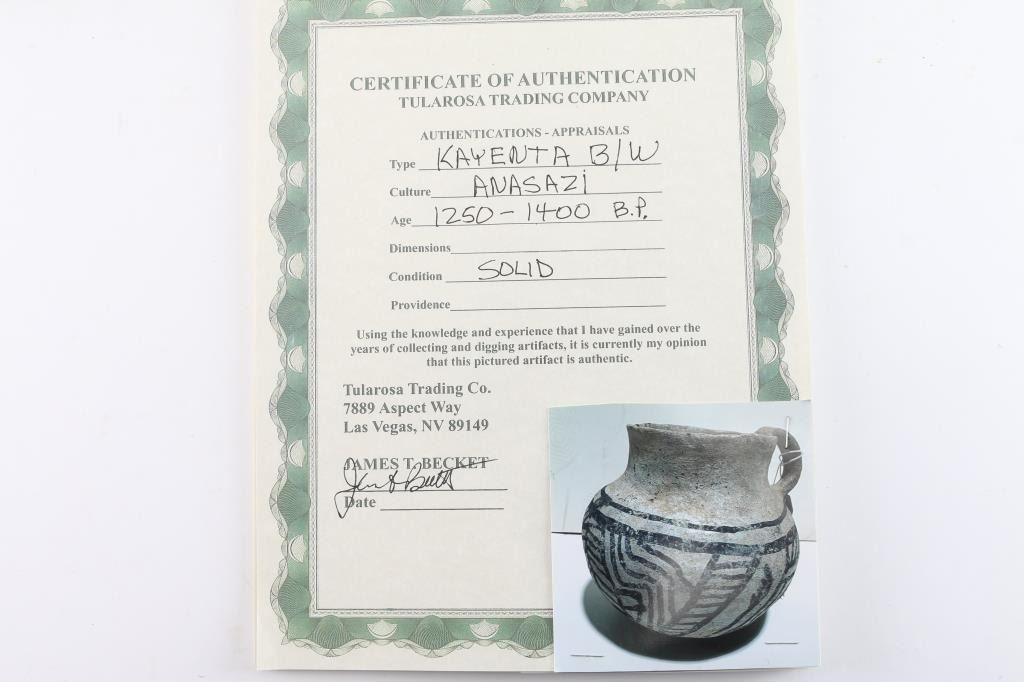 CERTIFICATE OF AUTHENTICATION
TULAROSA TRADING COMPANY
AUTHENTICATIONS - APPRAISALS
Type KAYENTA B/W
Culture ANASAZI
Age 1250 - 1400 B.P.
Dimensions
Condition SOLID
Providence
Using the knowledge and experience that I have gained over the
years of collecting and digging artifacts, it is currently my opinion
that this pictured artifact is authentic.
Tularosa Trading Co.
7889 Aspect Way
Las Vegas, NV 89149
JAMES T. BECKET
Date